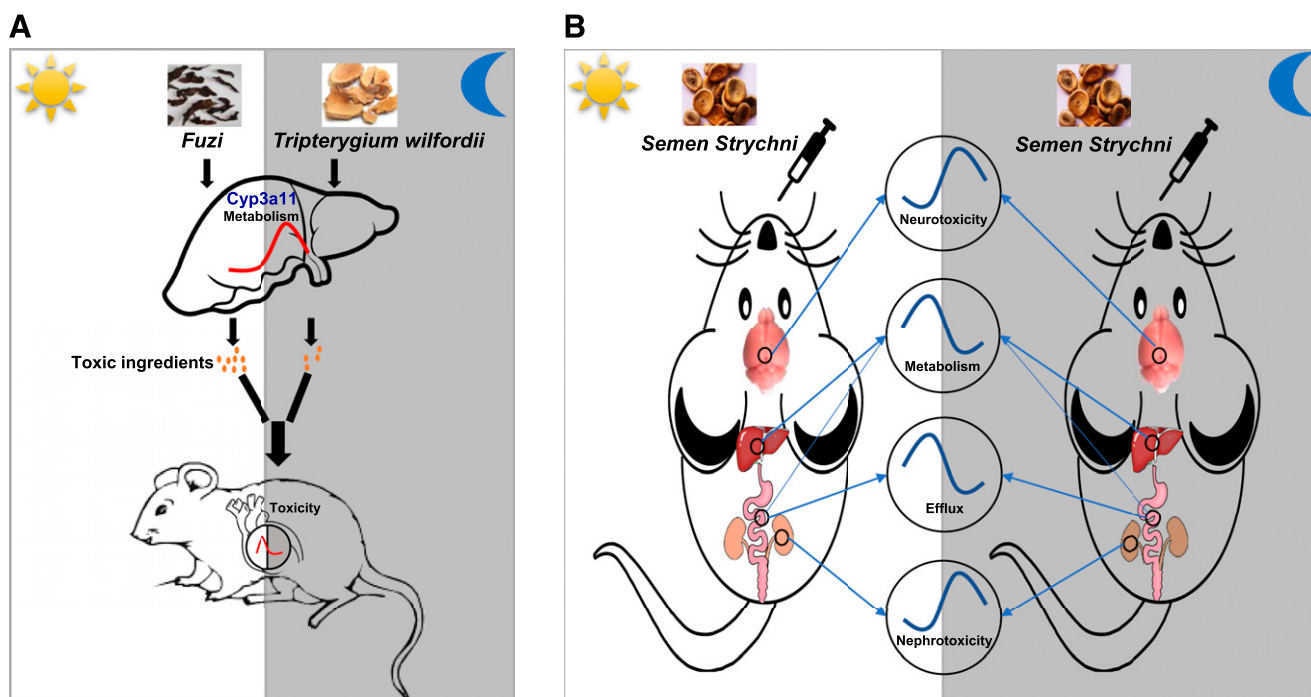 A
Fuzi
Tripterygium wilfordii
Cyp3a11
Metabolism
Toxic ingredients
Toxicity
B
Semen Strychni
Semen Strychni
Neurotoxicity
Metabolism
Efflux
Nephrotoxicity